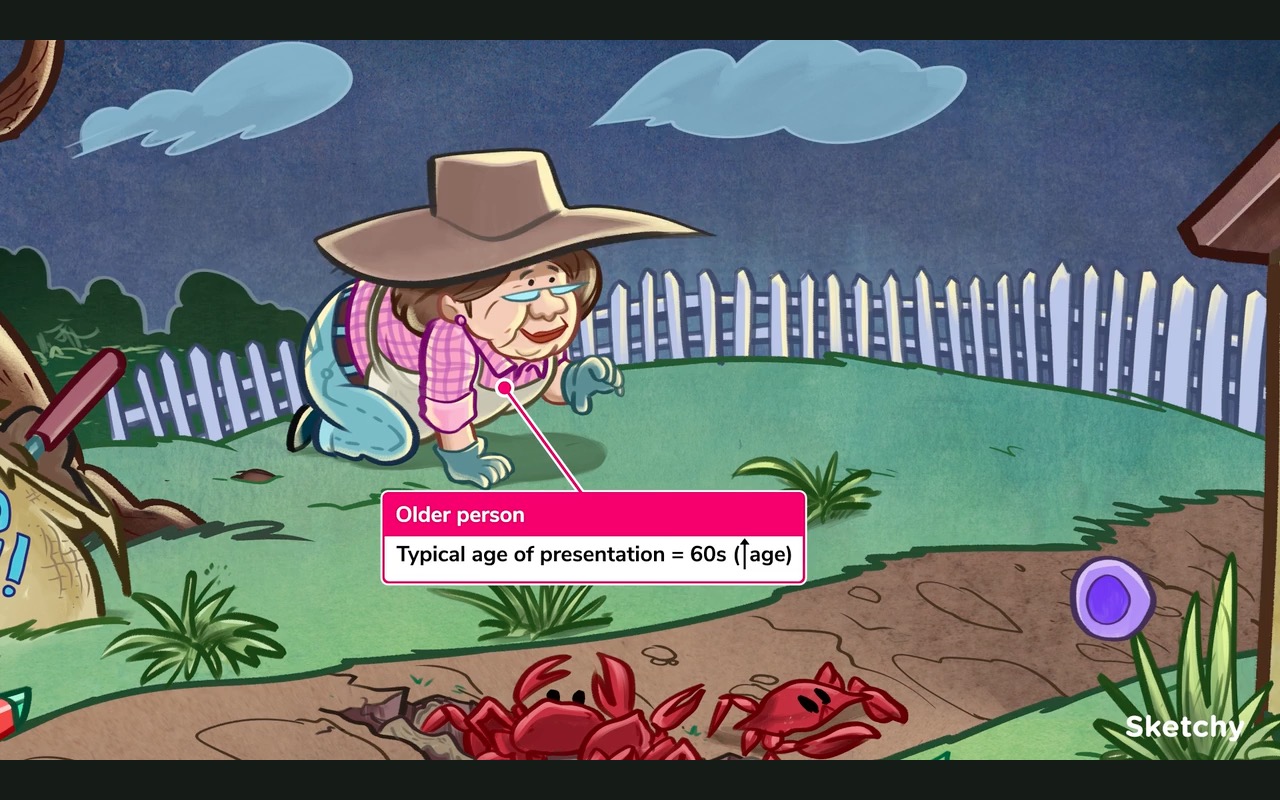 Older person
Typical age of presentation = 60s (↑age)
!
Sketchy